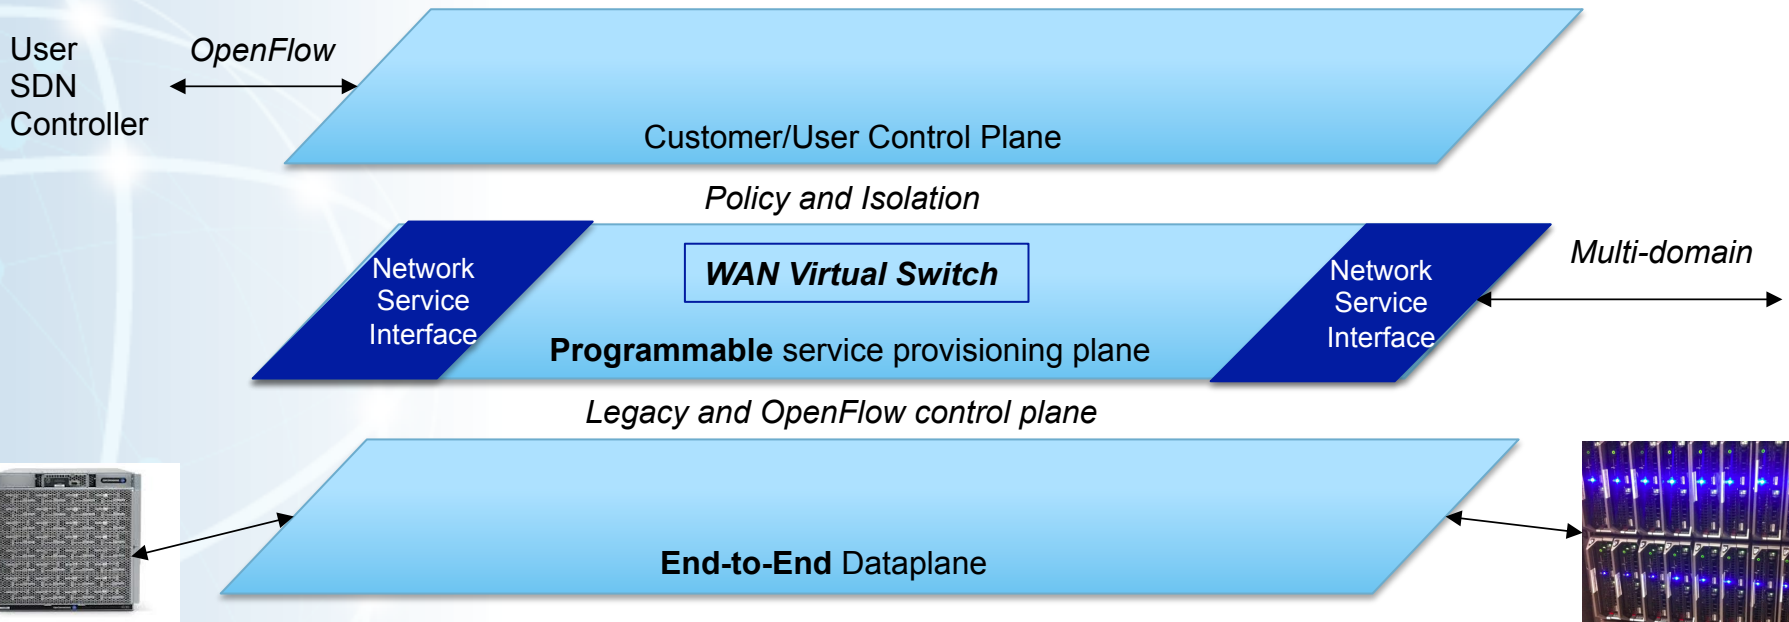 User
SDN
Controller
OpenFlow
Customer/User Control Plane
Policy and Isolation
Network
Service
Interface
WAN Virtual Switch
Programmable service provisioning plane
Network
Service
Interface
Multi-domain
Legacy and OpenFlow control plane
End-to-End Dataplane